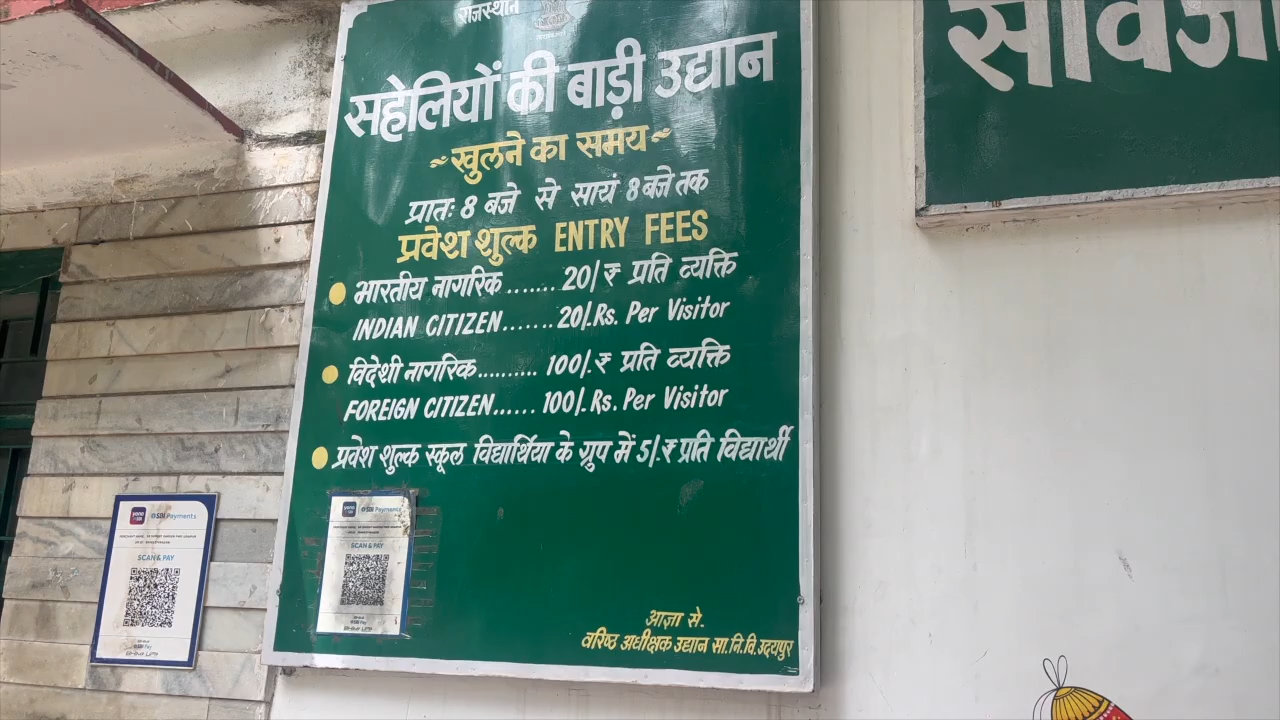 राजस्थान
सहेलियों की बाड़ी उद्यान
खुलने का समय
प्रातः 8 बजे से सायं 8 बजे तक
प्रवेश शुल्क ENTRY FEES
भारतीय नागरिक ....... 20/₹ प्रति व्यक्ति
INDIAN CITIZEN....... 20/.Rs. Per Visitor
विदेशी नागरिक.......... 100/.₹ प्रति व्यक्ति
FOREIGN CITIZEN...... 100/.Rs. Per Visitor
प्रवेश शुल्क स्कूल विद्यार्थिया के ग्रुप में 5/.₹ प्रति विद्यार्थी
आज्ञा से.
वरिष्ठ अधीक्षक उद्यान सा.नि.वि.उदयपुर
yono SBI
SBI Payments
SCAN & PAY
SBI Payments
SCAN & PAY